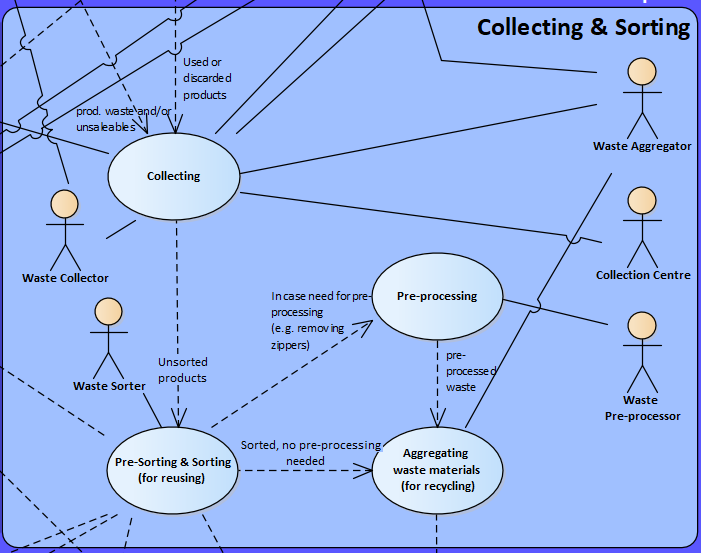 Collecting & Sorting
Used or
discarded
products
prod. waste and/or
unsaleables
Waste Aggregator
Collecting
Waste Collector
Collection Centre
In case need for pre-
processing
(e.g. removing
zippers)
Pre-processing
Waste Sorter
Unsorted
products
pre-
processed
waste
Waste
Pre-processor
Pre-Sorting & Sorting
(for reusing)
Sorted, no pre-processing
needed
Aggregating
waste materials
(for recycling)